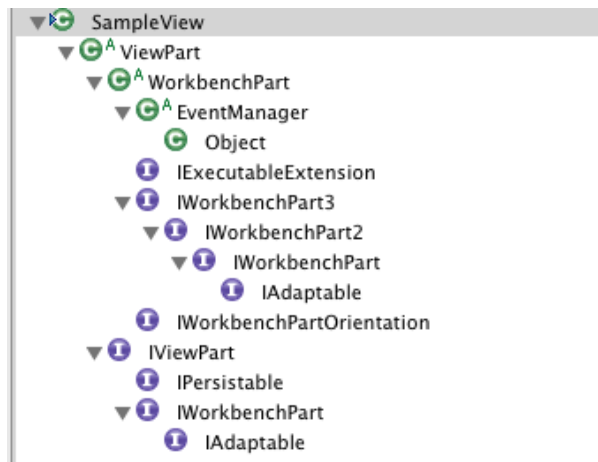 SampleView
ViewPart
WorkbenchPart
EventManager
Object
IExecutableExtension
IWorkbenchPart3
IWorkbenchPart2
IWorkbenchPart
IAdaptable
IWorkbenchPartOrientation
IViewPart
IPersistable
IWorkbenchPart
IAdaptable